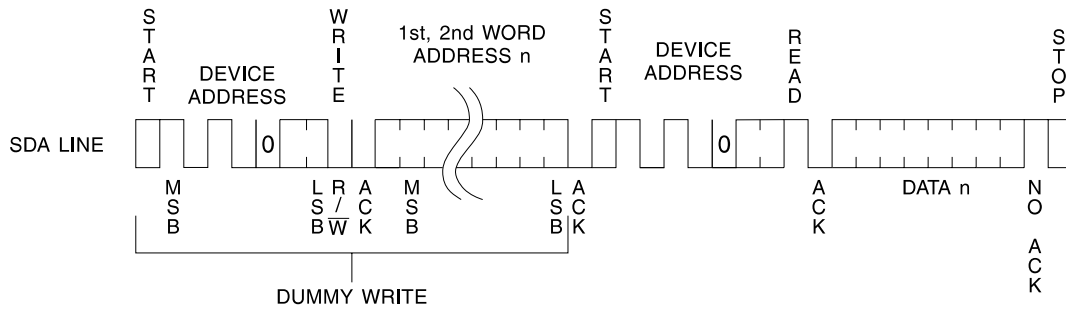 START
WRITE
1st, 2nd WORD
ADDRESS n
START
READ
STOP
DEVICE
ADDRESS
DEVICE
ADDRESS
SDA LINE
0
0
MSB
LSB
R/W̅
ACK
MSB
LSB
ACK
ACK
DATA n
NO ACK
DUMMY WRITE